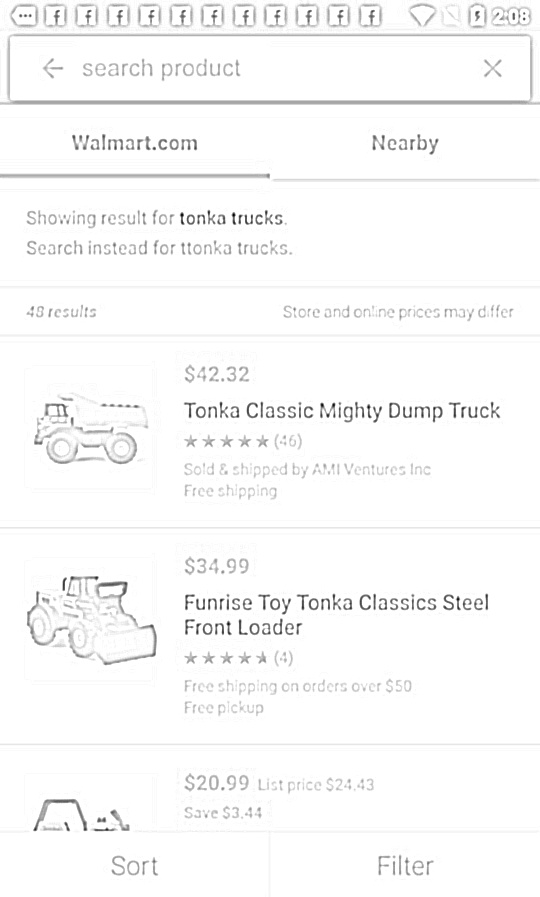 2:08
search product
Walmart.com
Nearby
Showing result for tonka trucks.
Search instead for ttonka trucks.
48 results
Store and online prices may differ
$42.32
Tonka Classic Mighty Dump Truck
(46)
Sold & shipped by AMI Ventures Inc
Free shipping
$34.99
Funrise Toy Tonka Classics Steel
Front Loader
(4)
Free shipping on orders over $50
Free pickup
$20.99 List price $24.43
Save $3.44
Sort
Filter